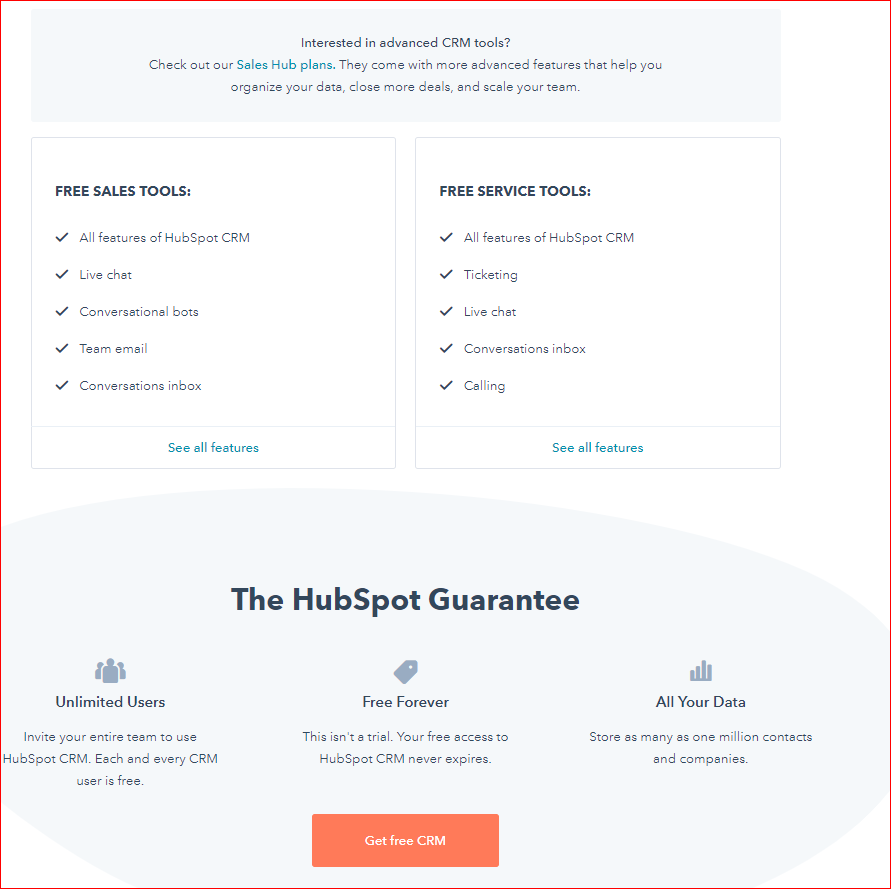 Interested in advanced CRM tools?
Check out our Sales Hub plans. They come with more advanced features that help you
organize your data, close more deals, and scale your team.
FREE SALES TOOLS:
All features of HubSpot CRM
Live chat
Conversational bots
Team email
Conversations inbox
See all features
FREE SERVICE TOOLS:
All features of HubSpot CRM
Ticketing
Live chat
Conversations inbox
Calling
See all features
The HubSpot Guarantee
Unlimited Users
Invite your entire team to use
HubSpot CRM. Each and every CRM
user is free.
Free Forever
This isn't a trial. Your free access to
HubSpot CRM never expires.
All Your Data
Store as many as one million contacts
and companies.
Get free CRM